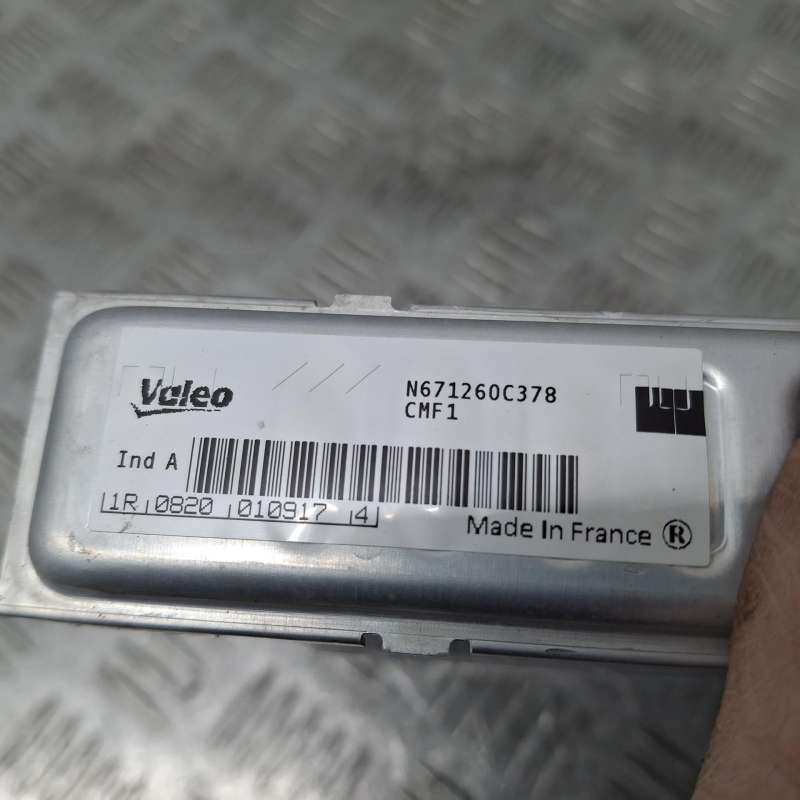 Valeo
N671260C378
CMF1
Ind A
1R 0820 010917 4
Made In France ®